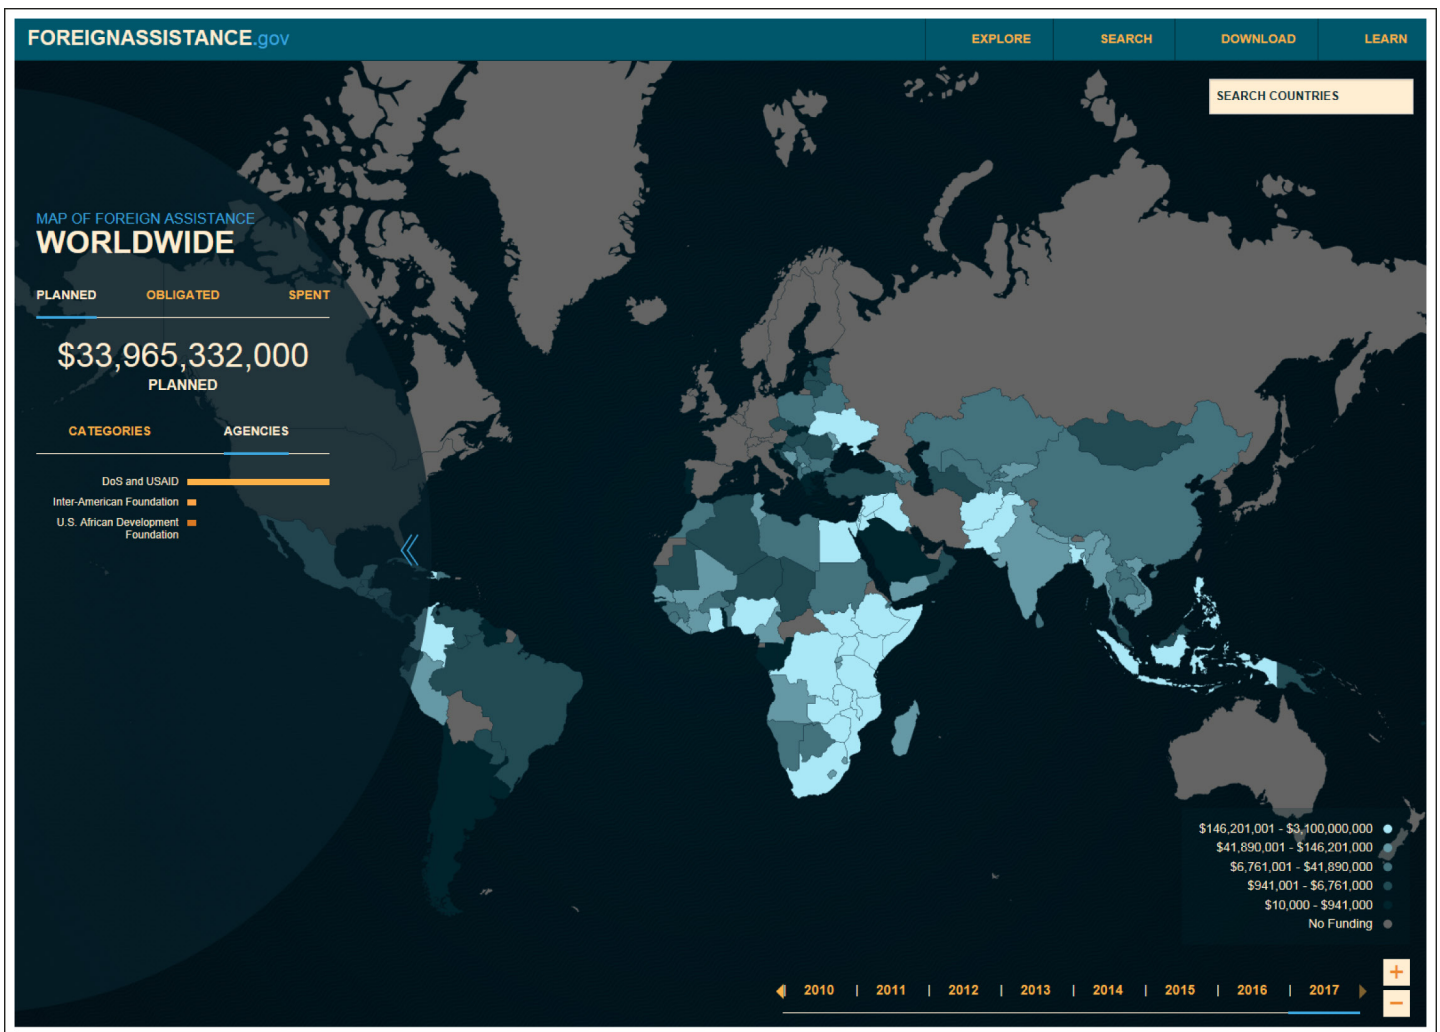 FOREIGNASSISTANCE.gov
EXPLORE
SEARCH
DOWNLOAD
LEARN
SEARCH COUNTRIES
MAP OF FOREIGN ASSISTANCE
WORLDWIDE
PLANNED
OBLIGATED
SPENT
$33,965,332,000
PLANNED
CATEGORIES
AGENCIES
DoS and USAID
Inter-American Foundation
U.S. African Development
Foundation
$146,201,001 - $3,100,000,000
$41,890,001 - $146,201,000
$6,761,001 - $41,890,000
$941,001 - $6,761,000
$10,000 - $941,000
No Funding
2010 | 2011 | 2012 | 2013 | 2014 | 2015 | 2016 | 2017
+
−